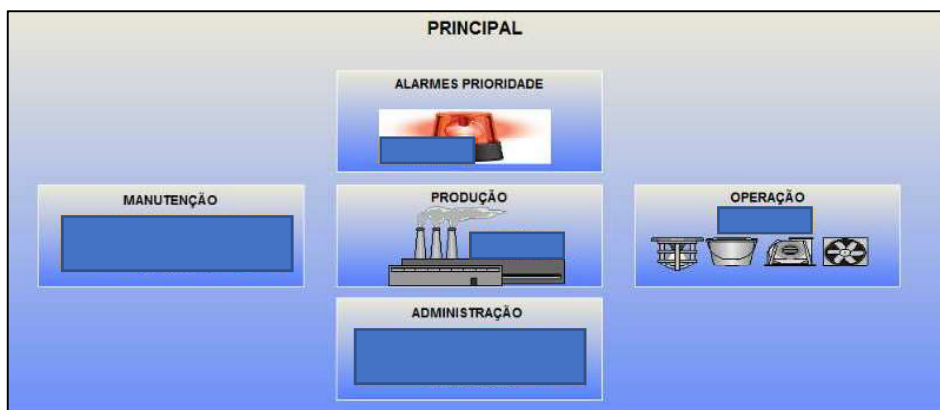 PRINCIPAL
ALARMES PRIORIDADE
MANUTENÇÃO
PRODUÇÃO
OPERAÇÃO
ADMINISTRAÇÃO